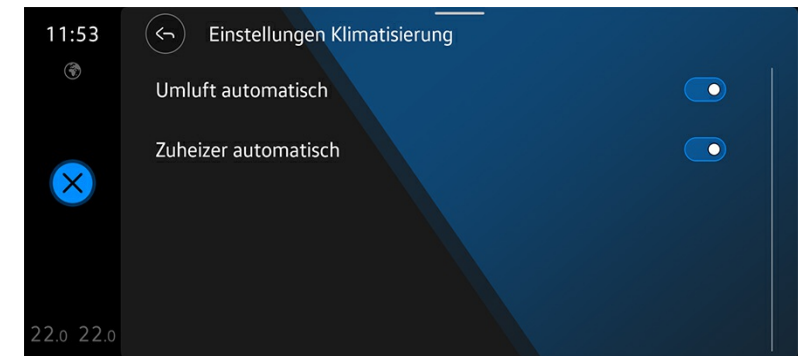 11:53
Einstellungen Klimatisierung
Umluft automatisch
Zuheizer automatisch
22.0 22.0